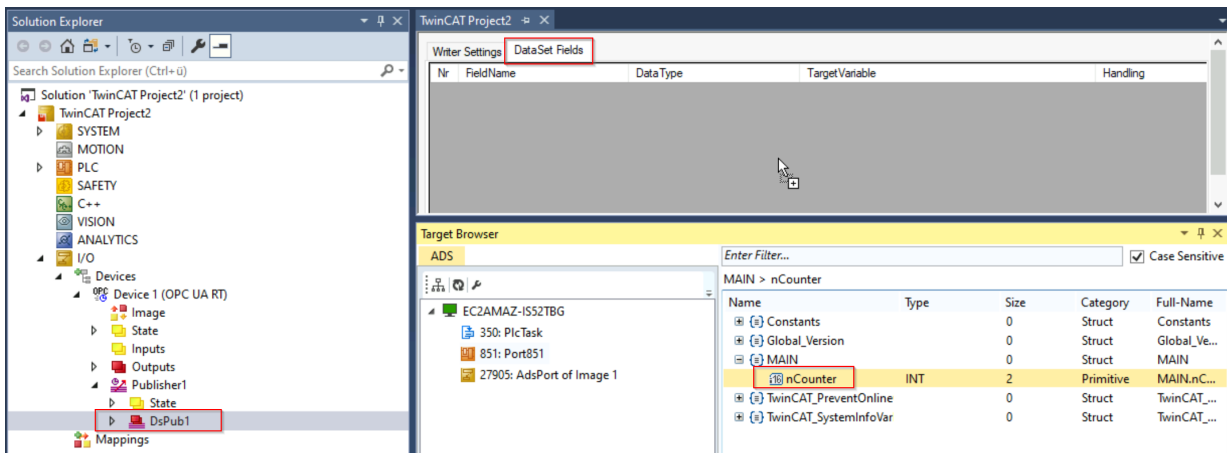 Solution Explorer
Search Solution Explorer (Ctrl+ü)
Solution 'TwinCAT Project2' (1 project)
TwinCAT Project2
SYSTEM
MOTION
PLC
SAFETY
C++
VISION
ANALYTICS
I/O
Devices
Device 1 (OPC UA RT)
Image
State
Inputs
Outputs
Publisher1
State
DsPub1
Mappings
TwinCAT Project2
Writer Settings DataSet Fields
Nr FieldName DataType TargetVariable Handling
Target Browser
ADS
EC2AMAZ-IS52TBG
350: PlcTask
851: Port851
27905: AdsPort of Image 1
Enter Filter... Case Sensitive
MAIN > nCounter
Name Type Size Category Full-Name
Constants 0 Struct Constants
Global_Version 0 Struct Global_Ve...
MAIN 0 Struct MAIN
nCounter INT 2 Primitive MAIN.nC...
TwinCAT_PreventOnline 0 Struct TwinCAT_...
TwinCAT_SystemInfoVar 0 Struct TwinCAT_...